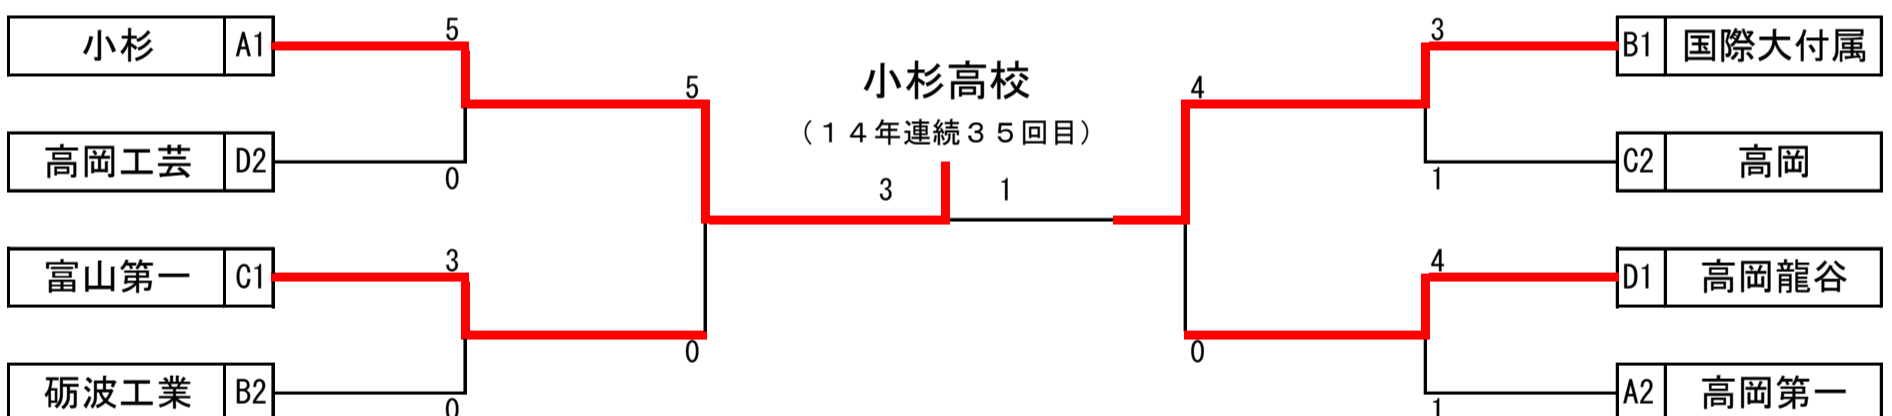 小杉 A1
5
高岡工芸 D2
0
富山第一 C1
3
砺波工業 B2
0
5
0
小杉高校
（１４年連続３５回目）
3 1
4
0
3
B1 国際大付属
1
C2 高岡
4
D1 高岡龍谷
1
A2 高岡第一